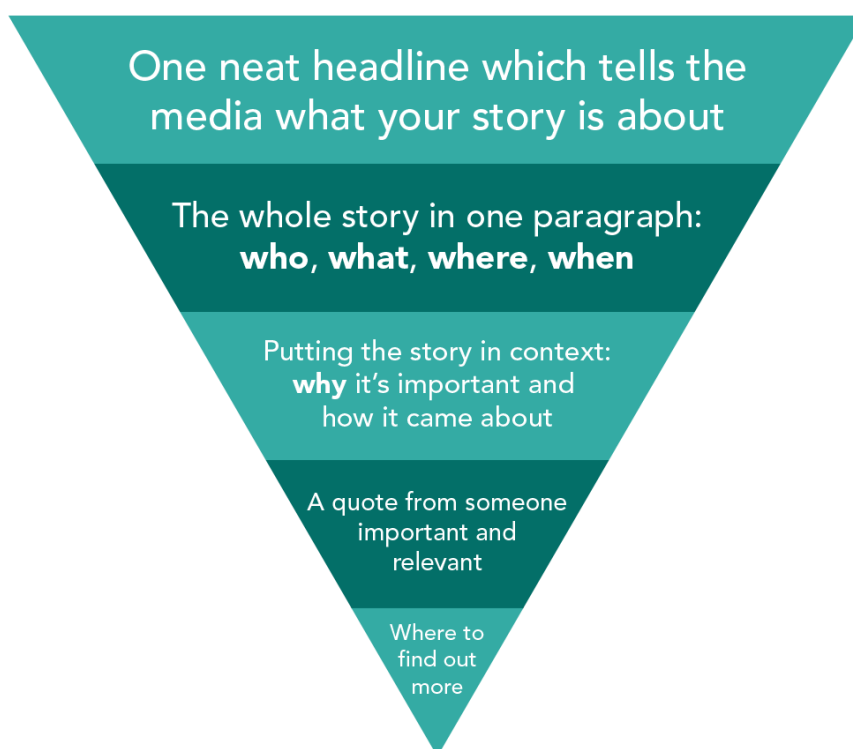 One neat headline which tells the
media what your story is about
The whole story in one paragraph:
who, what, where, when
Putting the story in context:
why it’s important and
how it came about
A quote from someone
important and
relevant
Where to
find out
more